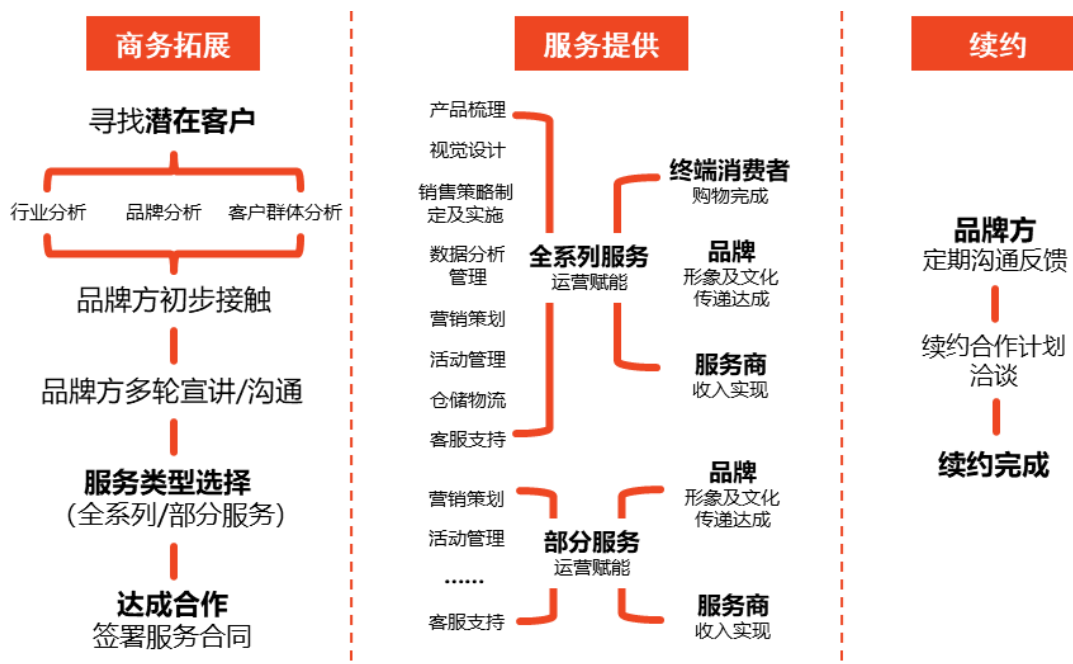 商务拓展
寻找潜在客户
行业分析
品牌分析
客户群体分析
品牌方初步接触
品牌方多轮宣讲/沟通
服务类型选择
（全系列/部分服务）
达成合作
签署服务合同
服务提供
产品梳理
视觉设计
销售策略制
定及实施
数据分析
管理
营销策划
活动管理
仓储物流
客服支持
全系列服务
运营赋能
终端消费者
购物完成
品牌
形象及文化
传递达成
服务商
收入实现
营销策划
活动管理
......
客服支持
部分服务
运营赋能
品牌
形象及文化
传递达成
服务商
收入实现
续约
品牌方
定期沟通反馈
续约合作计划
洽谈
续约完成